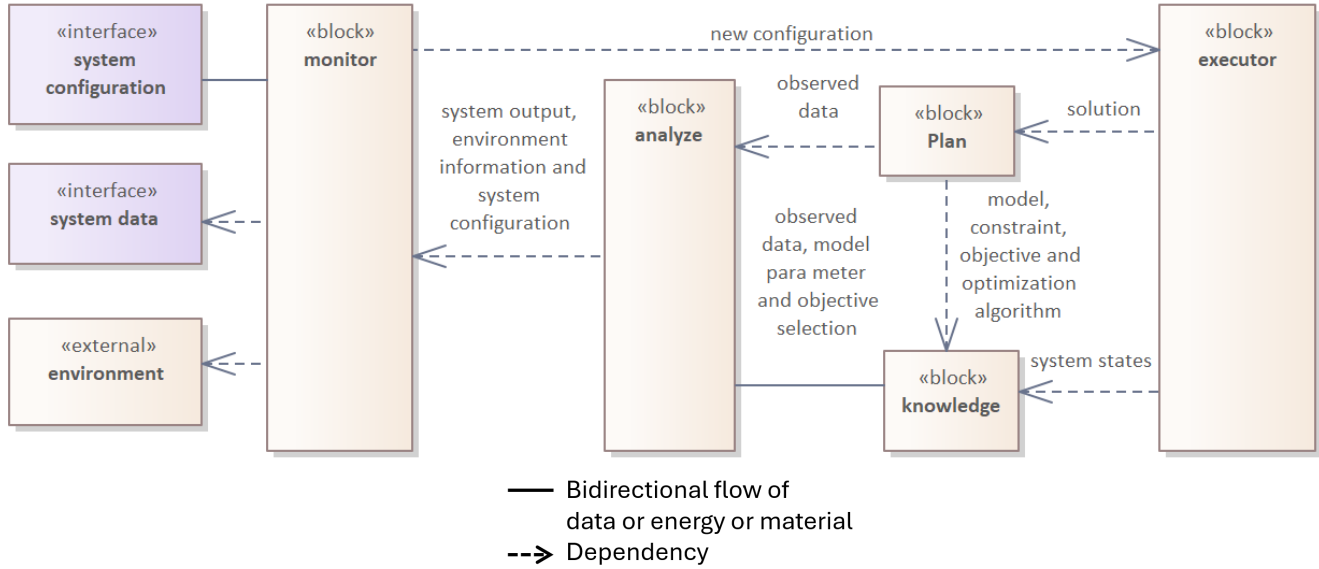 «interface»
system
configuration
«block»
monitor
new configuration
«block»
executor
«interface»
system data
system output,
environment
information and
system
configuration
«block»
analyze
observed
data
«block»
Plan
solution
observed
data, model
para meter
and objective
selection
model,
constraint,
objective and
optimization
algorithm
«external»
environment
«block»
knowledge
system states
Bidirectional flow of
data or energy or material
Dependency